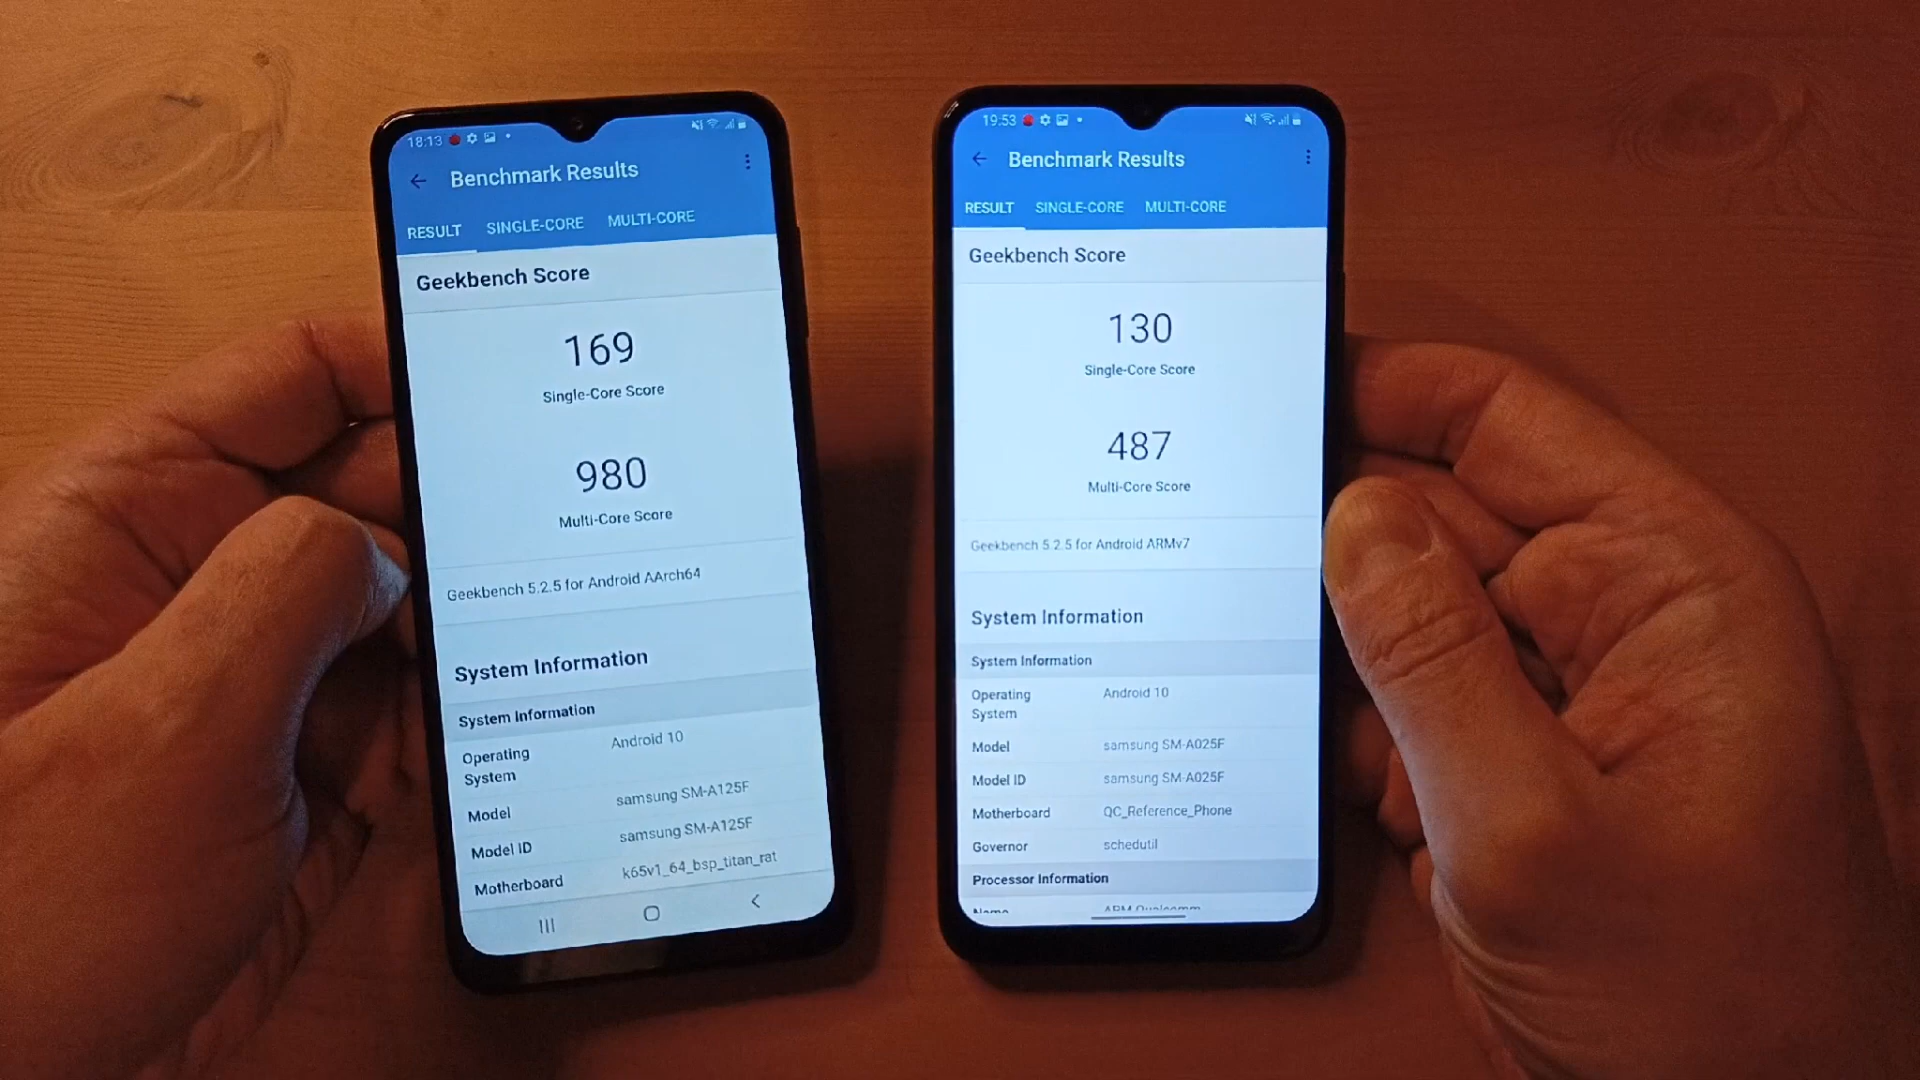 18:13
Benchmark Results
RESULT SINGLE-CORE MULTI-CORE
Geekbench Score
169
Single-Core Score
980
Multi-Core Score
Geekbench 5.2.5 for Android AArch64
System Information
System Information
Operating System Android 10
Model samsung SM-A125F
Model ID samsung SM-A125F
Motherboard k65v1_64_bsp_titan_rat
19:53
Benchmark Results
RESULT SINGLE-CORE MULTI-CORE
Geekbench Score
130
Single-Core Score
487
Multi-Core Score
Geekbench 5.2.5 for Android ARMv7
System Information
System Information
Operating System Android 10
Model samsung SM-A025F
Model ID samsung SM-A025F
Motherboard QC_Reference_Phone
Governor schedutil
Processor Information
Name ARM Qualcomm